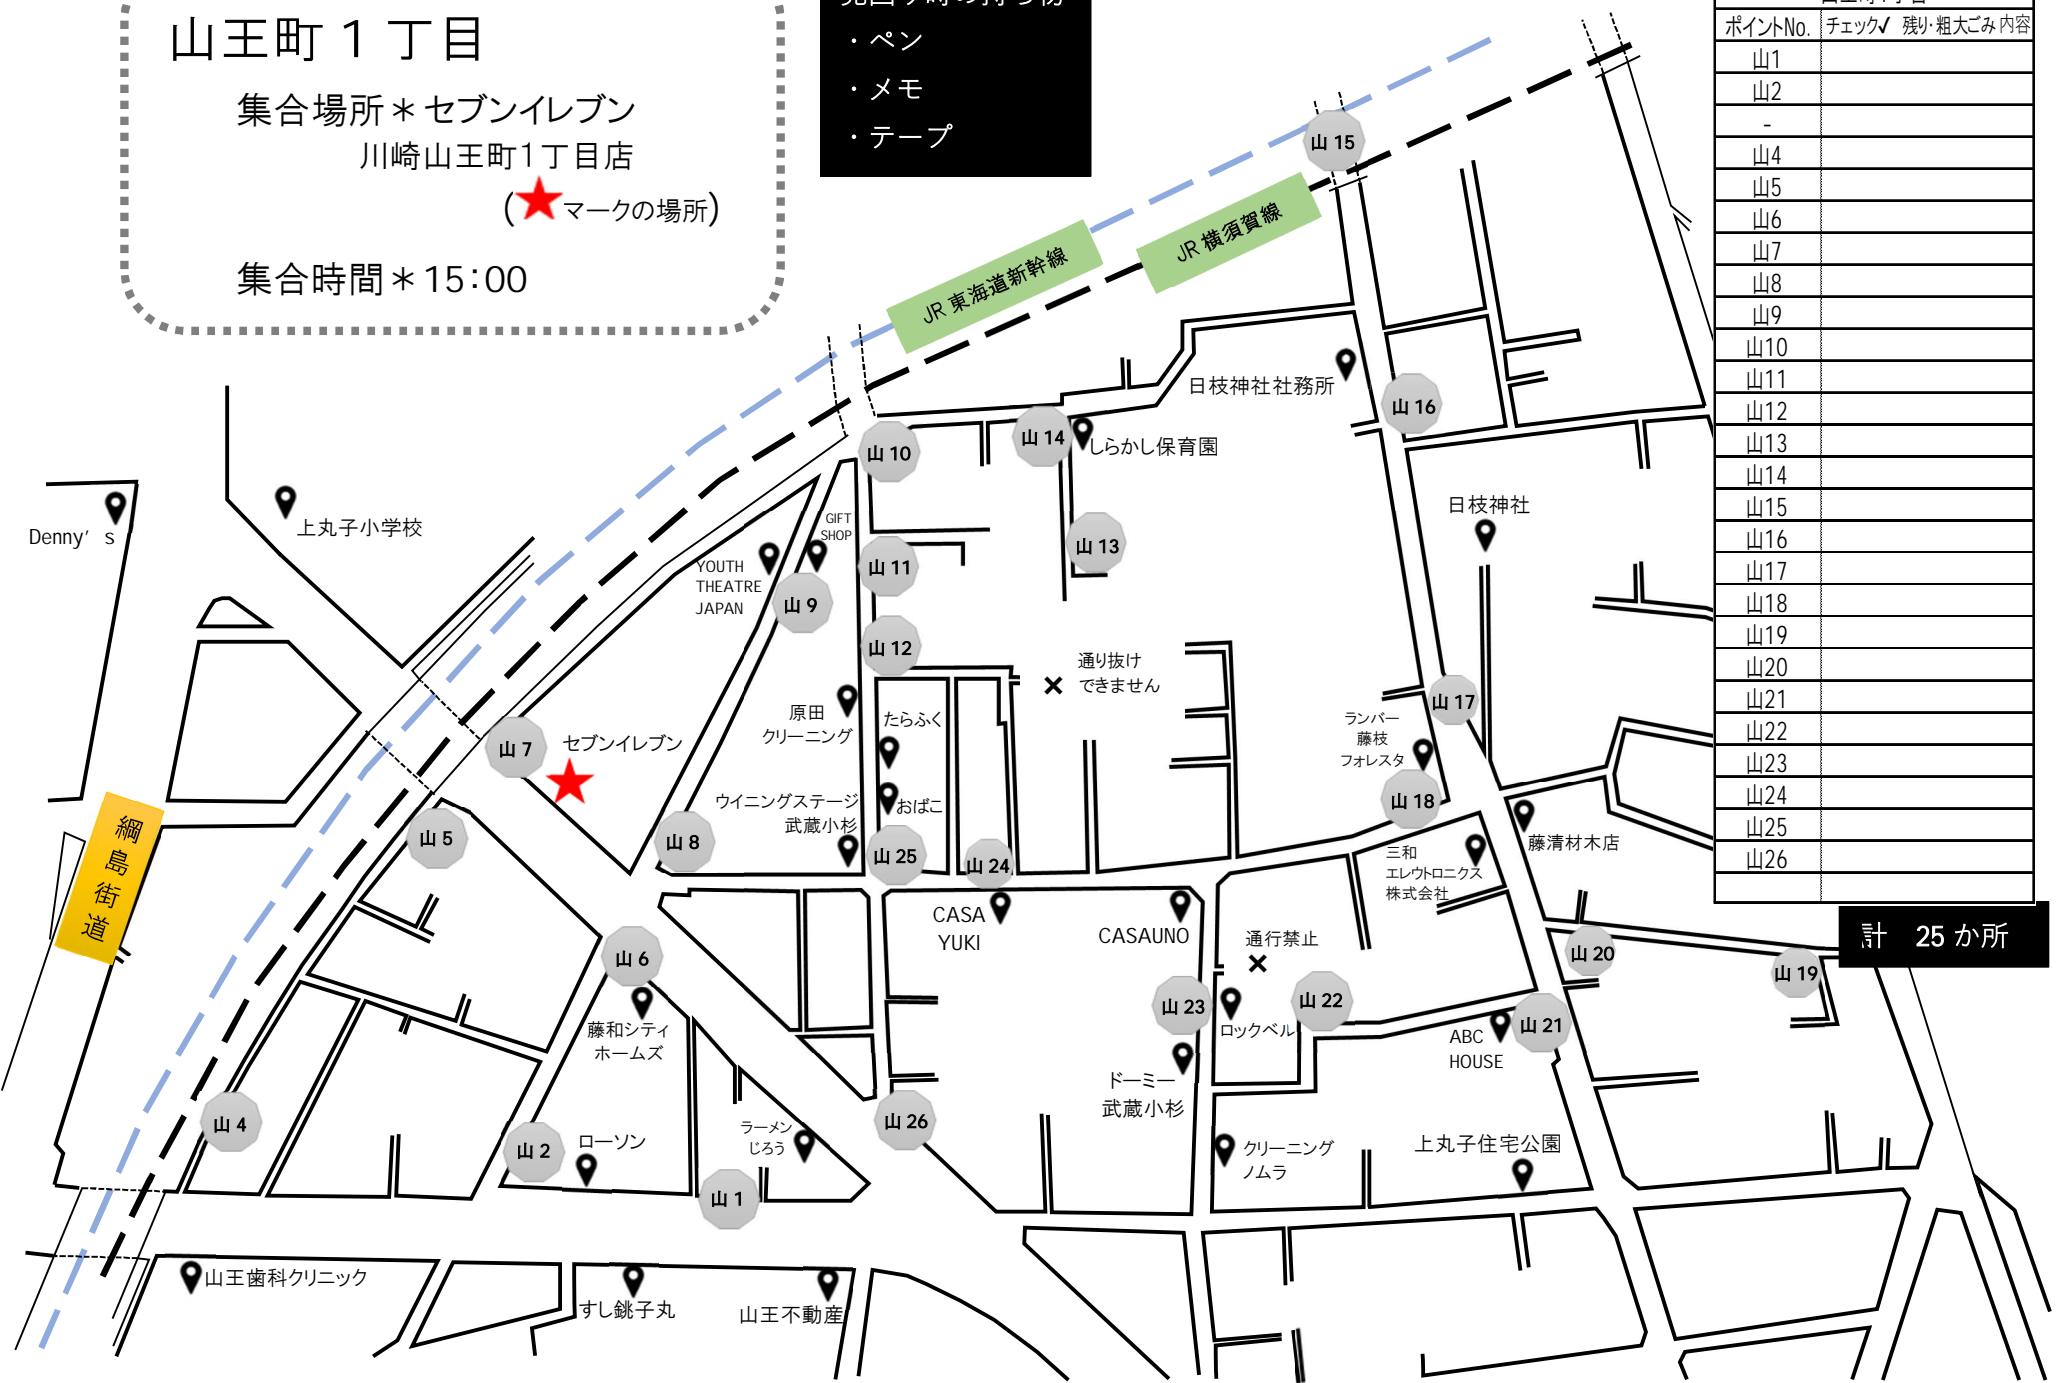 山王町１丁目
集合場所＊セブンイレブン
川崎山王町1丁目店
(★マークの場所)
集合時間＊15:00
・ペン
・メモ
・テープ
ポイントNo. チェック✓ 残り・粗大ごみ内容
山1
山2
-
山4
山5
山6
山7
山8
山9
山10
山11
山12
山13
山14
山15
山16
山17
山18
山19
山20
山21
山22
山23
山24
山25
山26
計 25か所
山 15
JR 横須賀線
JR 東海道新幹線
日枝神社社務所
山 16
山 14
しらかし保育園
山 10
日枝神社
Denny's
上丸子小学校
GIFT
SHOP
YOUTH
THEATRE
JAPAN
山 13
山 11
山 9
山 12
通り抜け
できません
山 17
原田
クリーニング
たらふく
ランバー
藤枝
フォレスタ
山 7
セブンイレブン
ウイニングステージ
武蔵小杉
おばこ
山 18
綱島街道
山 5
山 8
山 25
山 24
三和
エレウトロニクス
株式会社
藤清材木店
CASA
YUKI
CASAUNO
通行禁止
山 20
山 19
山 6
藤和シティ
ホームズ
山 23
ロックベル
山 22
ABC
HOUSE
山 21
ドーミー
武蔵小杉
山 4
山 26
山 2
ローソン
ラーメン
じろう
クリーニング
ノムラ
上丸子住宅公園
山 1
山王歯科クリニック
すし銚子丸
山王不動産